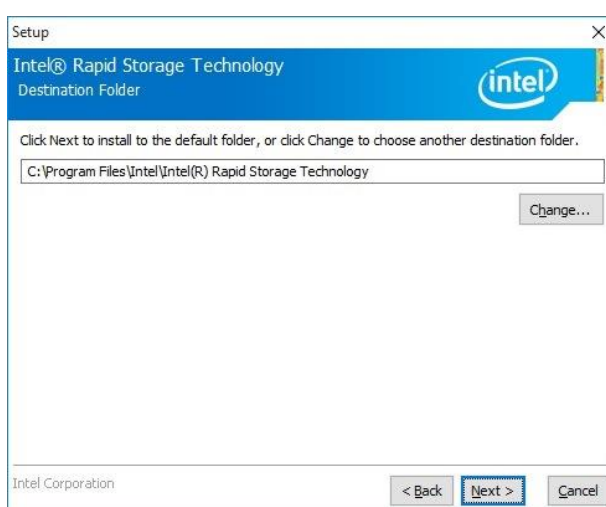 Setup
Intel® Rapid Storage Technology
Destination Folder
intel
Click Next to install to the default folder, or click Change to choose another destination folder.
C:\Program Files\Intel\Intel(R) Rapid Storage Technology
Change...
Intel Corporation
< Back Next > Cancel